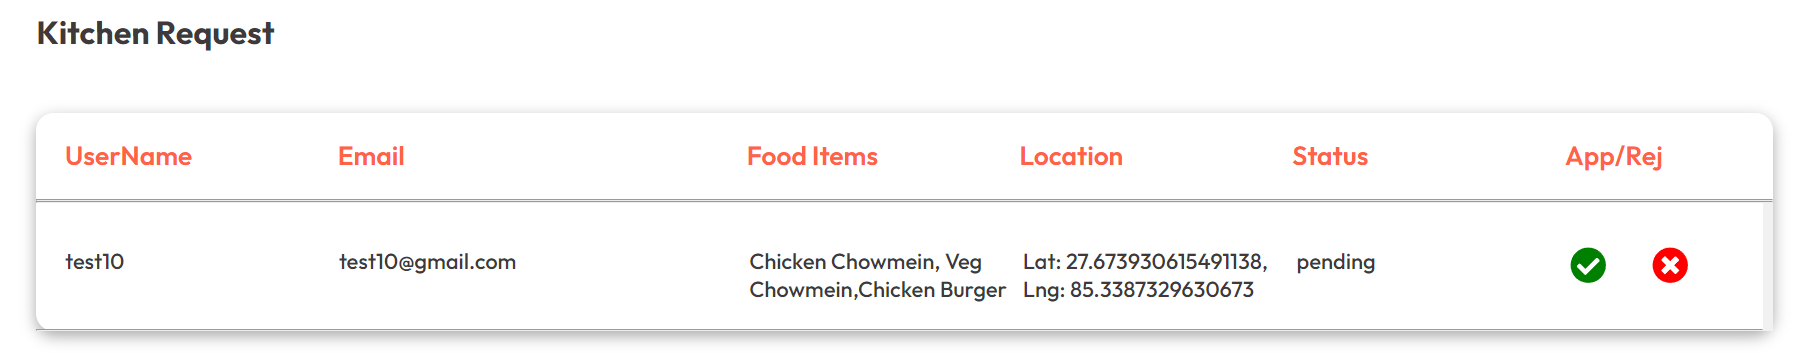 Kitchen Request
UserName Email Food Items Location Status App/Rej
test10 test10@gmail.com Chicken Chowmein, Veg Lat: 27.673930615491138, pending
Chowmein,Chicken Burger Lng: 85.3387329630673